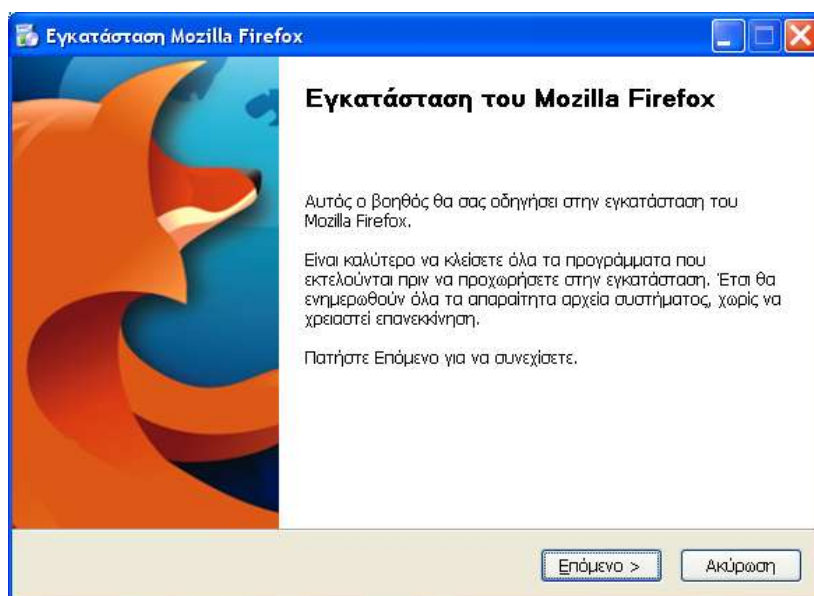 Εγκατάσταση Mozilla Firefox
Εγκατάσταση του Mozilla Firefox
Αυτός ο βοηθός θα σας οδηγήσει στην εγκατάσταση του
Mozilla Firefox.
Είναι καλύτερο να κλείσετε όλα τα προγράμματα που
εκτελούνται πριν να προχωρήσετε στην εγκατάσταση. Έτσι θα
ενημερωθούν όλα τα απαραίτητα αρχεία συστήματος, χωρίς να
χρειαστεί επανεκκίνηση.
Πατήστε Επόμενο για να συνεχίσετε.
Επόμενο >
Ακύρωση